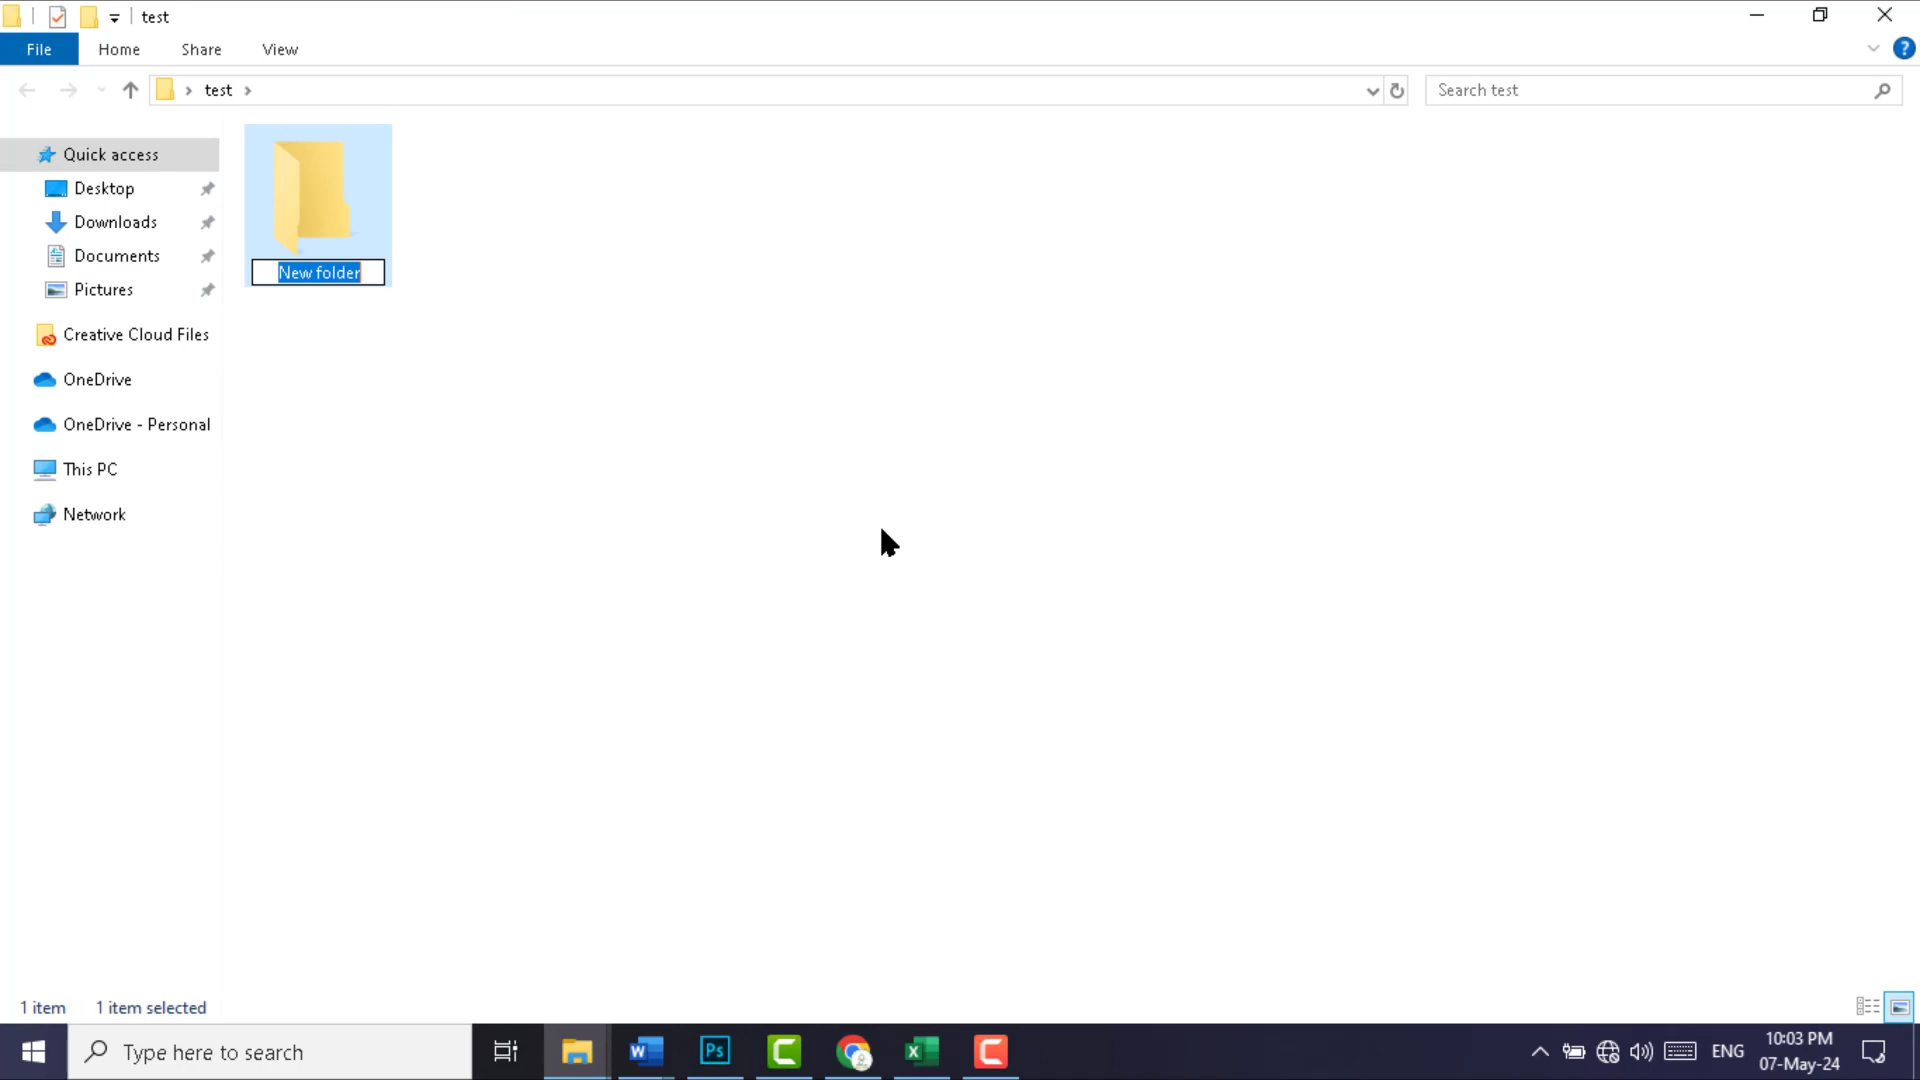 test
File Home Share View
test
Search test
Quick access
Desktop
Downloads
Documents
Pictures
Creative Cloud Files
OneDrive
OneDrive - Personal
This PC
Network
New folder
1 item 1 item selected
Type here to search
Ps
ENG
10:03 PM
07-May-24